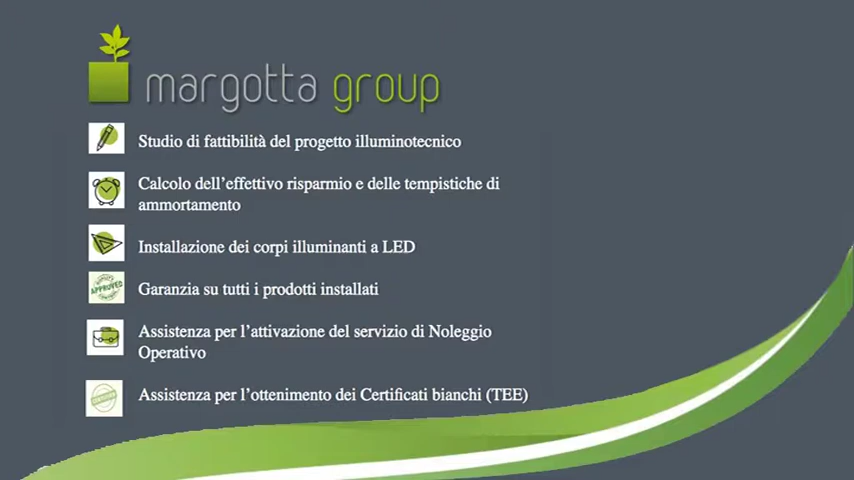 margotta group
Studio di fattibilità del progetto illuminotecnico
Calcolo dell'effettivo risparmio e delle tempistiche di
ammortamento
Installazione dei corpi illuminanti a LED
APPROVED
Garanzia su tutti i prodotti installati
Assistenza per l'attivazione del servizio di Noleggio
Operativo
Assistenza per l'ottenimento dei Certificati bianchi (TEE)